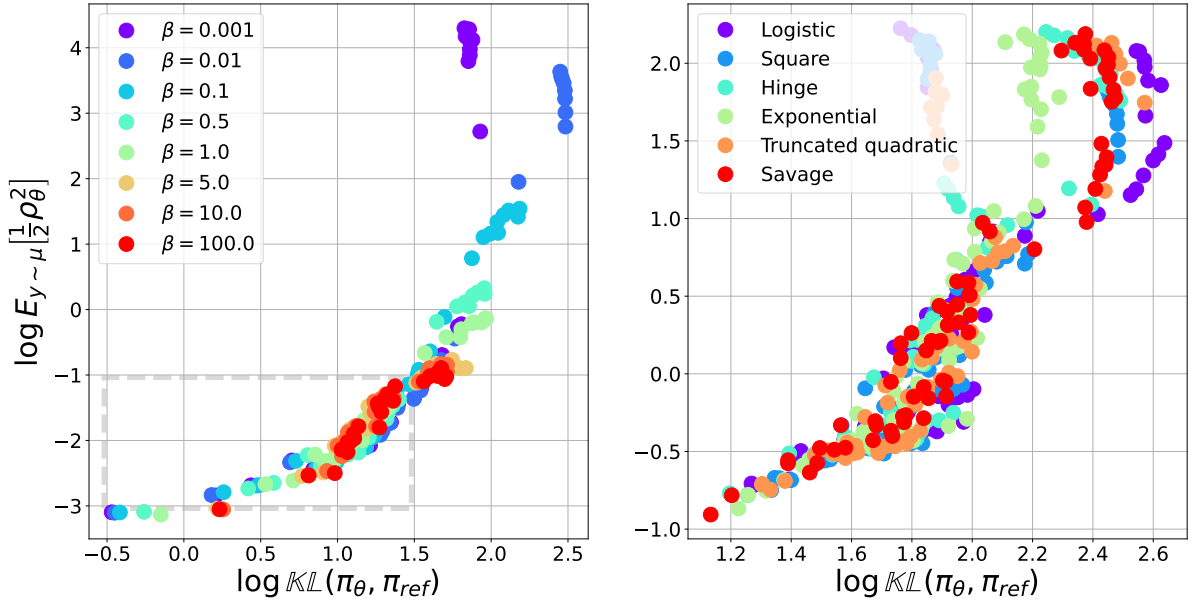 log E_{y∼μ}[½ρ_θ²]
4
3
2
1
0
−1
−2
−3
β = 0.001
β = 0.01
β = 0.1
β = 0.5
β = 1.0
β = 5.0
β = 10.0
β = 100.0
−0.5 0.0 0.5 1.0 1.5 2.0 2.5
log 𝕂𝕃(π_θ, π_ref)
2.0
1.5
1.0
0.5
0.0
−0.5
−1.0
Logistic
Square
Hinge
Exponential
Truncated quadratic
Savage
1.2 1.4 1.6 1.8 2.0 2.2 2.4 2.6
log 𝕂𝕃(π_θ, π_ref)